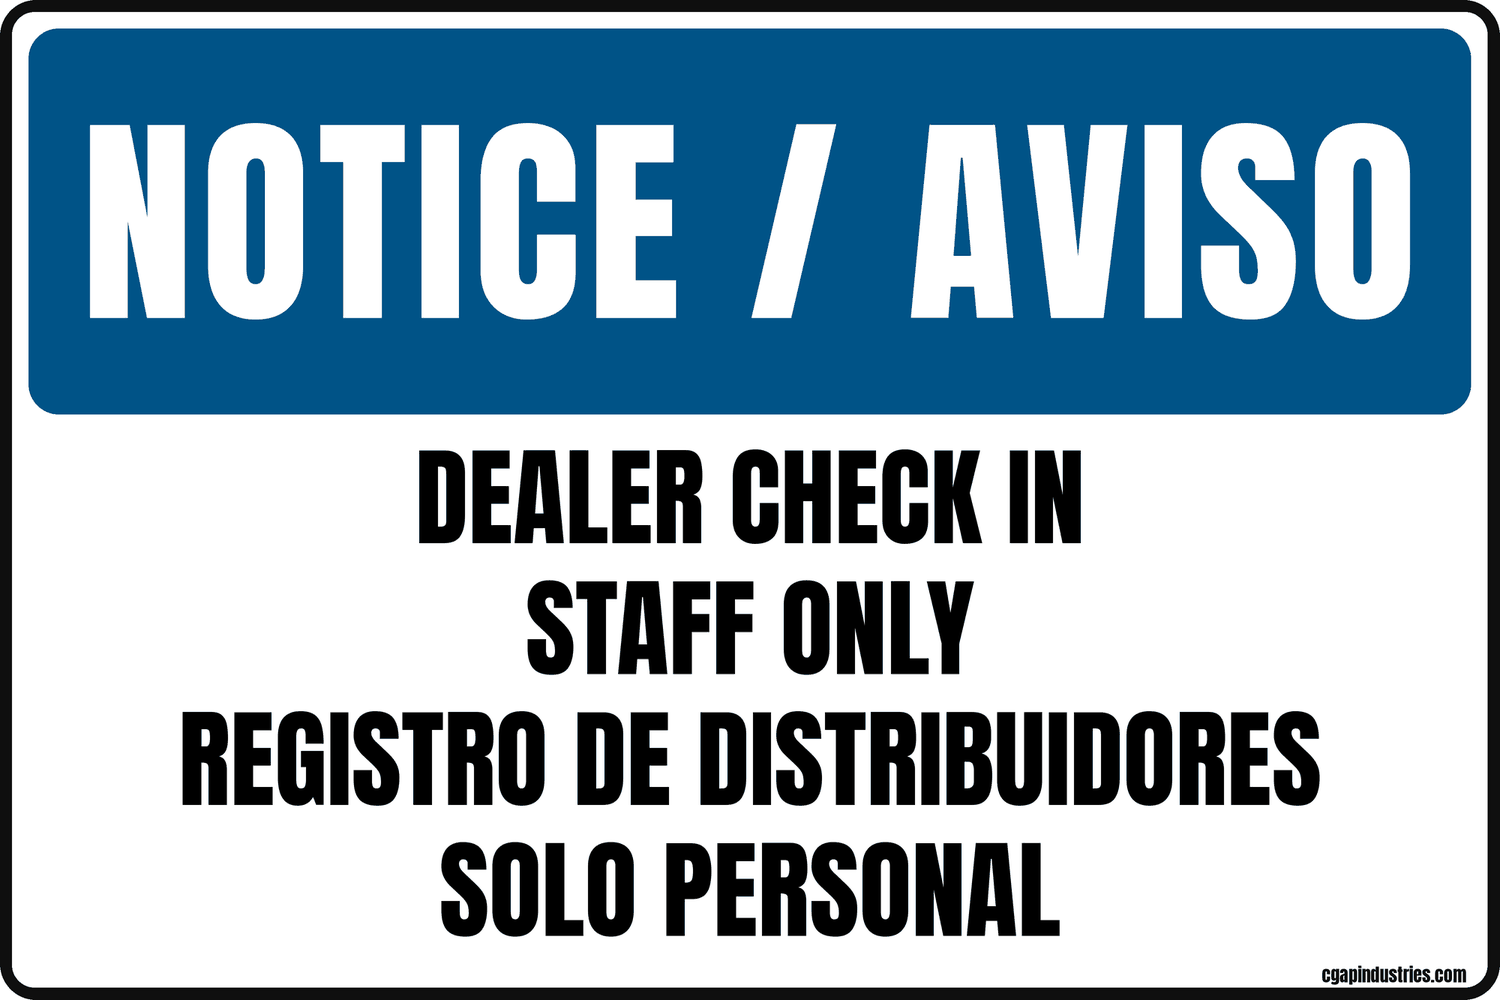 NOTICE / AVISO
DEALER CHECK IN
STAFF ONLY
REGISTRO DE DISTRIBUIDORES
SOLO PERSONAL
cgapindustries.com